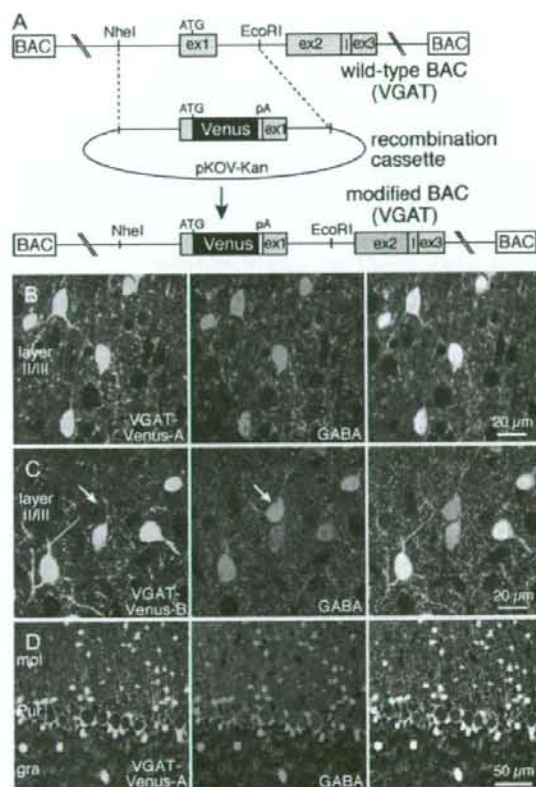 A
ATG
NheI
EcoRI
BAC
ex1
ex2
I
ex3
BAC
wild-type BAC
(VGAT)
ATG
pA
Venus
ex1
recombination
cassette
pKOV-Kan
modified BAC
(VGAT)
ATG
pA
NheI
EcoRI
BAC
Venus
ex1
ex2
I
ex3
BAC
B
layer
II/III
VGAT-
Venus-A
GABA
20 µm
C
layer
II/III
VGAT-
Venus-B
GABA
20 µm
D
mol
Pur
gra
VGAT-
Venus-A
GABA
50 µm